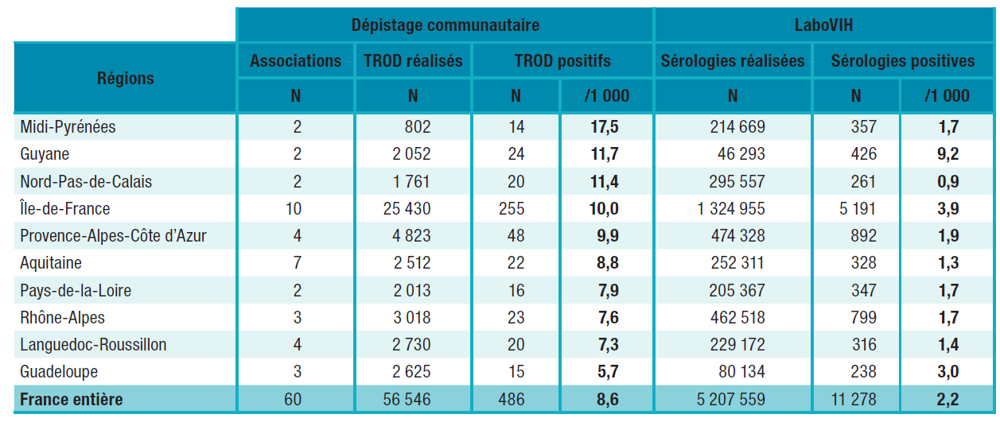 Dépistage communautaire LaboVIH
Régions Associations TROD réalisés TROD positifs Sérologies réalisées Sérologies positives
N N N /1 000 N N /1 000
Midi-Pyrénées 2 802 14 17,5 214 669 357 1,7
Guyane 2 2 052 24 11,7 46 293 426 9,2
Nord-Pas-de-Calais 2 1 761 20 11,4 295 557 261 0,9
Île-de-France 10 25 430 255 10,0 1 324 955 5 191 3,9
Provence-Alpes-Côte d’Azur 4 4 823 48 9,9 474 328 892 1,9
Aquitaine 7 2 512 22 8,8 252 311 328 1,3
Pays-de-la-Loire 2 2 013 16 7,9 205 367 347 1,7
Rhône-Alpes 3 3 018 23 7,6 462 518 799 1,7
Languedoc-Roussillon 4 2 730 20 7,3 229 172 316 1,4
Guadeloupe 3 2 625 15 5,7 80 134 238 3,0
France entière 60 56 546 486 8,6 5 207 559 11 278 2,2